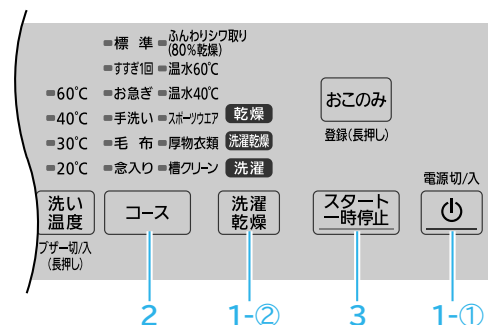 標 準 ふんわりシワ取り
(80%乾燥)
すすぎ1回 温水60℃
60℃ お急ぎ 温水40℃
40℃ 手洗い スポーツウエア 乾燥
30℃ 毛 布 厚物衣類 洗濯乾燥
20℃ 念入り 槽クリーン 洗濯
おこのみ
登録(長押し)
電源切/入
洗い
温度
コース
洗濯
乾燥
スタート
一時停止
ブザー切/入
(長押し)
2
1-②
3
1-①